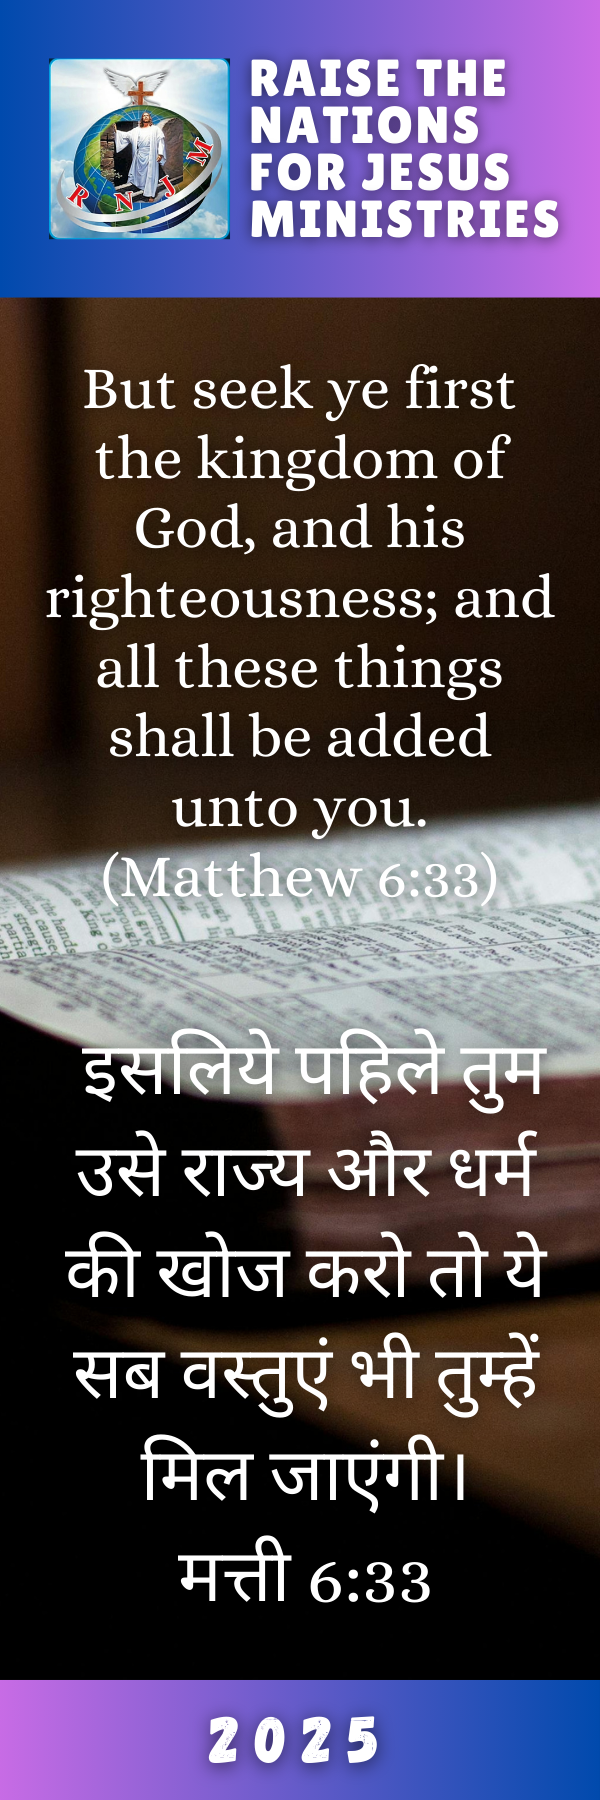 RAISE THE
NATIONS
FOR JESUS
MINISTRIES
R N J M
But seek ye first
the kingdom of
God, and his
righteousness; and
all these things
shall be added
unto you.
(Matthew 6:33)
इसलिये पहिले तुम
उसे राज्य और धर्म
की खोज करो तो ये
सब वस्तुएं भी तुम्हें
मिल जाएंगी।
मत्ती 6:33
2025